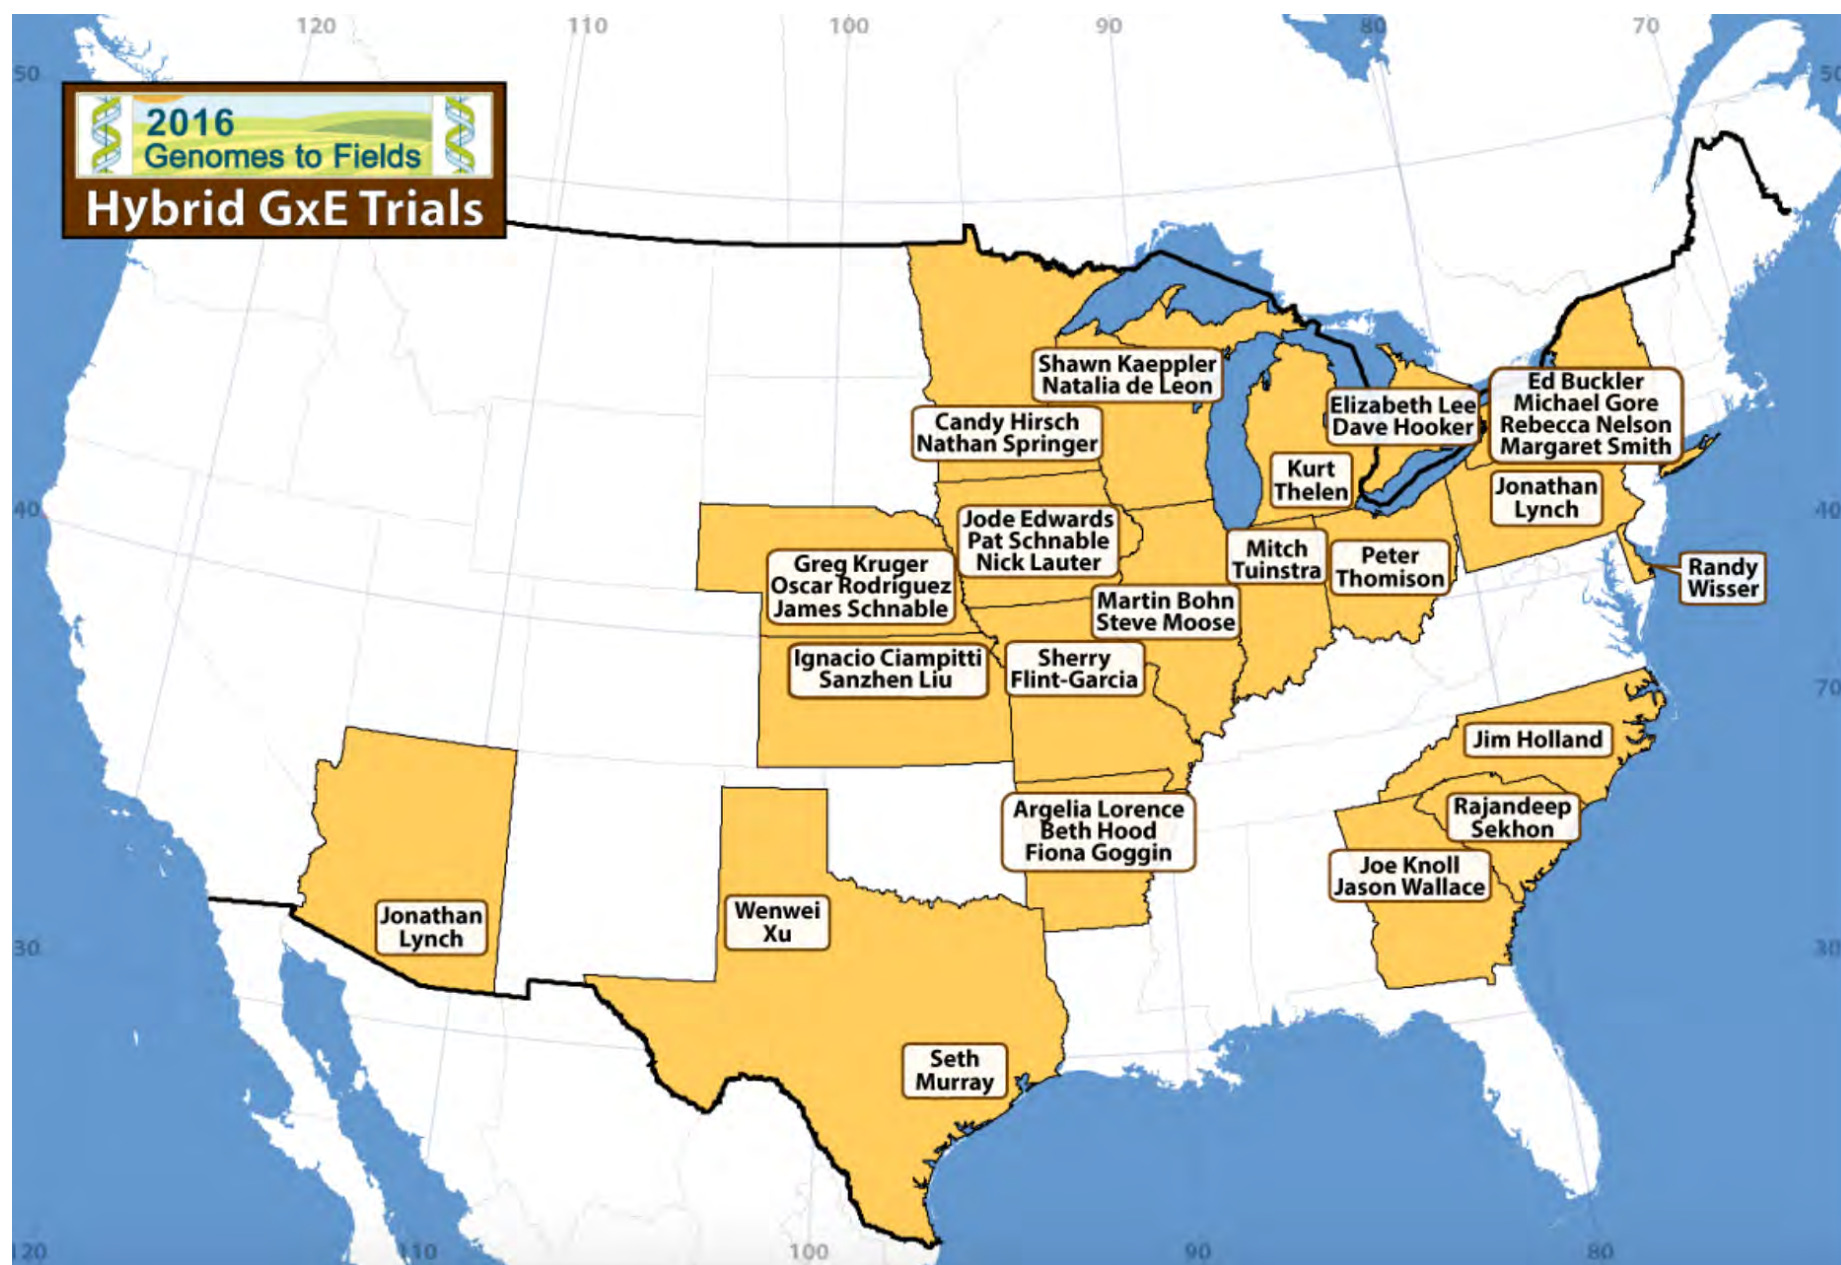 120 110 100 90 80 70
50 50
2016
Genomes to Fields
Hybrid GxE Trials
Shawn Kaeppler
Natalia de Leon
Candy Hirsch
Nathan Springer
Elizabeth Lee
Dave Hooker
Ed Buckler
Michael Gore
Rebecca Nelson
Margaret Smith
Kurt
Thelen
Jonathan
Lynch
40 40
Jode Edwards
Pat Schnable
Nick Lauter
Mitch
Tuinstra
Peter
Thomison
Randy
Wisser
Greg Kruger
Oscar Rodriguez
James Schnable
Martin Bohn
Steve Moose
Ignacio Ciampitti
Sanzhen Liu
Sherry
Flint-Garcia
70
Jim Holland
Argelia Lorence
Beth Hood
Fiona Goggin
Rajandeep
Sekhon
Joe Knoll
Jason Wallace
Jonathan
Lynch
Wenwei
Xu
30 30
Seth
Murray
120 110 100 90 80